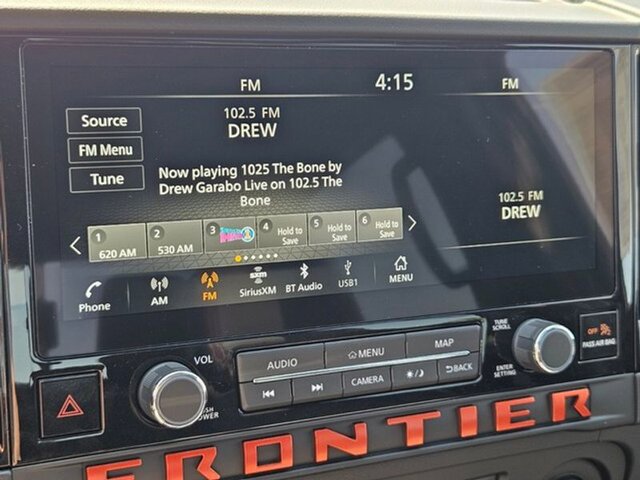 FM 4:15 FM
102.5 FM
DREW
Source
FM Menu
Tune
Now playing 1025 The Bone by
Drew Garabo Live on 102.5 The
Bone
102.5 FM
DREW
1 620 AM
2 530 AM
3
4 Hold to Save
5 Hold to Save
6 Hold to Save
Phone
AM
FM
sxm
SiriusXM
BT Audio
USB1
MENU
VOL
AUDIO
MENU
MAP
TUNE
SCROLL
OFF
PASS AIR BAG
CAMERA
BACK
ENTER
SETTING
PUSH
POWER
FRONTIER